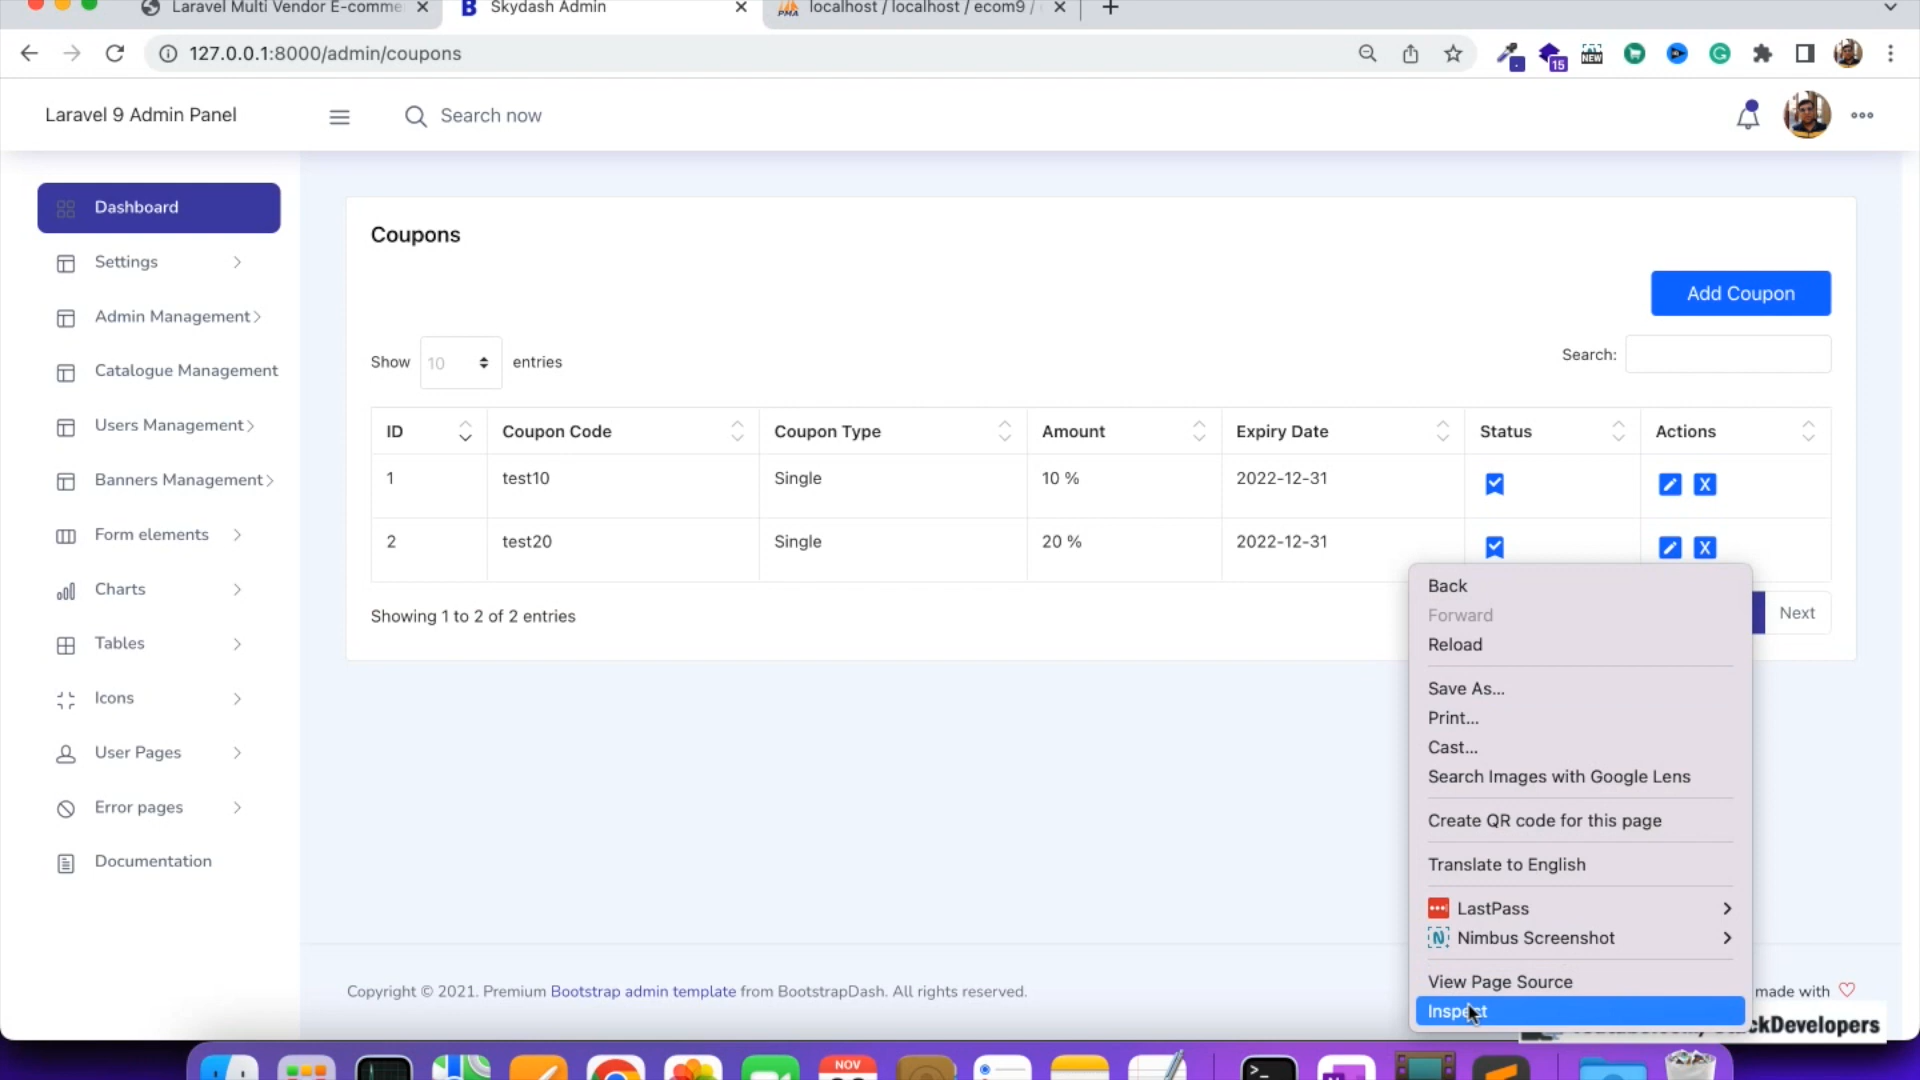 Laravel Multi Vendor E-comme
Skydash Admin
localhost / localhost / ecom9 /
127.0.0.1:8000/admin/coupons
15
NEW
Laravel 9 Admin Panel
Search now
Dashboard
Settings
Admin Management
Catalogue Management
Users Management
Banners Management
Form elements
Charts
Tables
Icons
User Pages
Error pages
Documentation
Coupons
Add Coupon
Show 10 entries
Search:
ID Coupon Code Coupon Type Amount Expiry Date Status Actions
1 test10 Single 10 % 2022-12-31
2 test20 Single 20 % 2022-12-31
Showing 1 to 2 of 2 entries
Next
Back
Forward
Reload
Save As...
Print...
Cast...
Search Images with Google Lens
Create QR code for this page
Translate to English
LastPass
Nimbus Screenshot
View Page Source
Inspect
Copyright © 2021. Premium Bootstrap admin template from BootstrapDash. All rights reserved.
made with
ckDevelopers
NOV